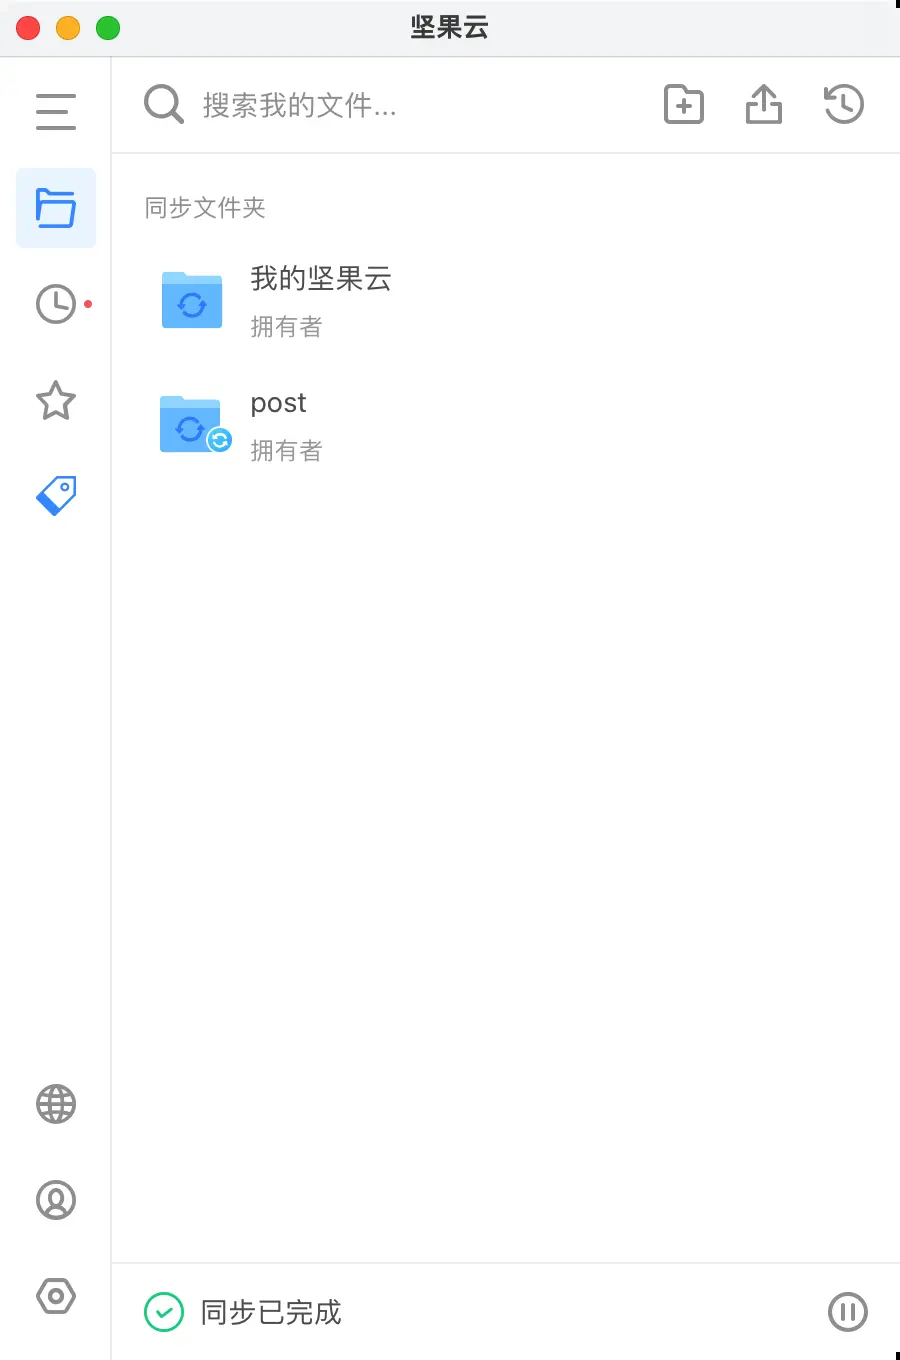 坚果云
搜索我的文件...
同步文件夹
我的坚果云
拥有者
post
拥有者
同步已完成